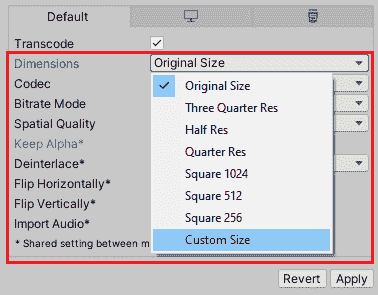 Default
Transcode
Dimensions Original Size
Codec Original Size
Bitrate Mode Three Quarter Res
Spatial Quality Half Res
Keep Alpha* Quarter Res
Deinterlace* Square 1024
Flip Horizontally* Square 512
Flip Vertically* Square 256
Import Audio* Custom Size
* Shared setting between m
Revert Apply